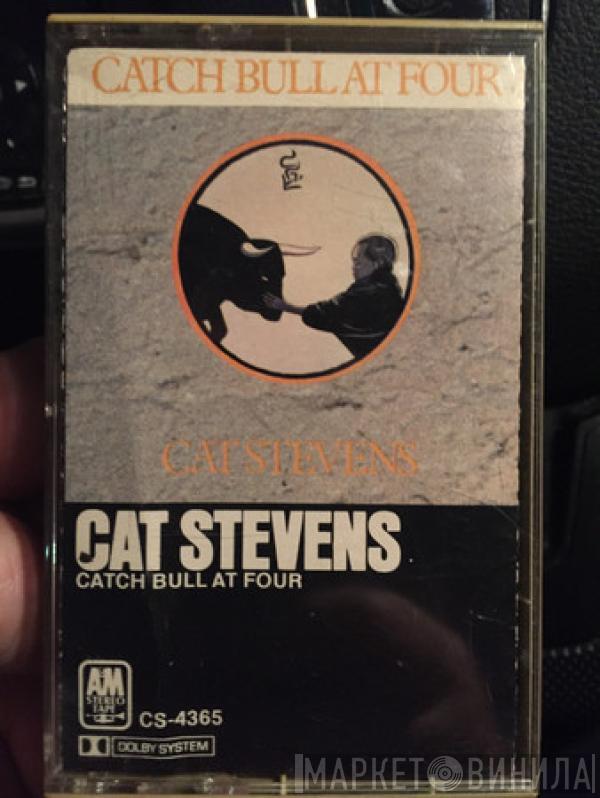 CATCH BULL AT FOUR
CAT STEVENS
CAT STEVENS
CATCH BULL AT FOUR
A&M
STEREO
TAPE
CS-4365
DOLBY SYSTEM
МАРКЕТ ВИНИЛА